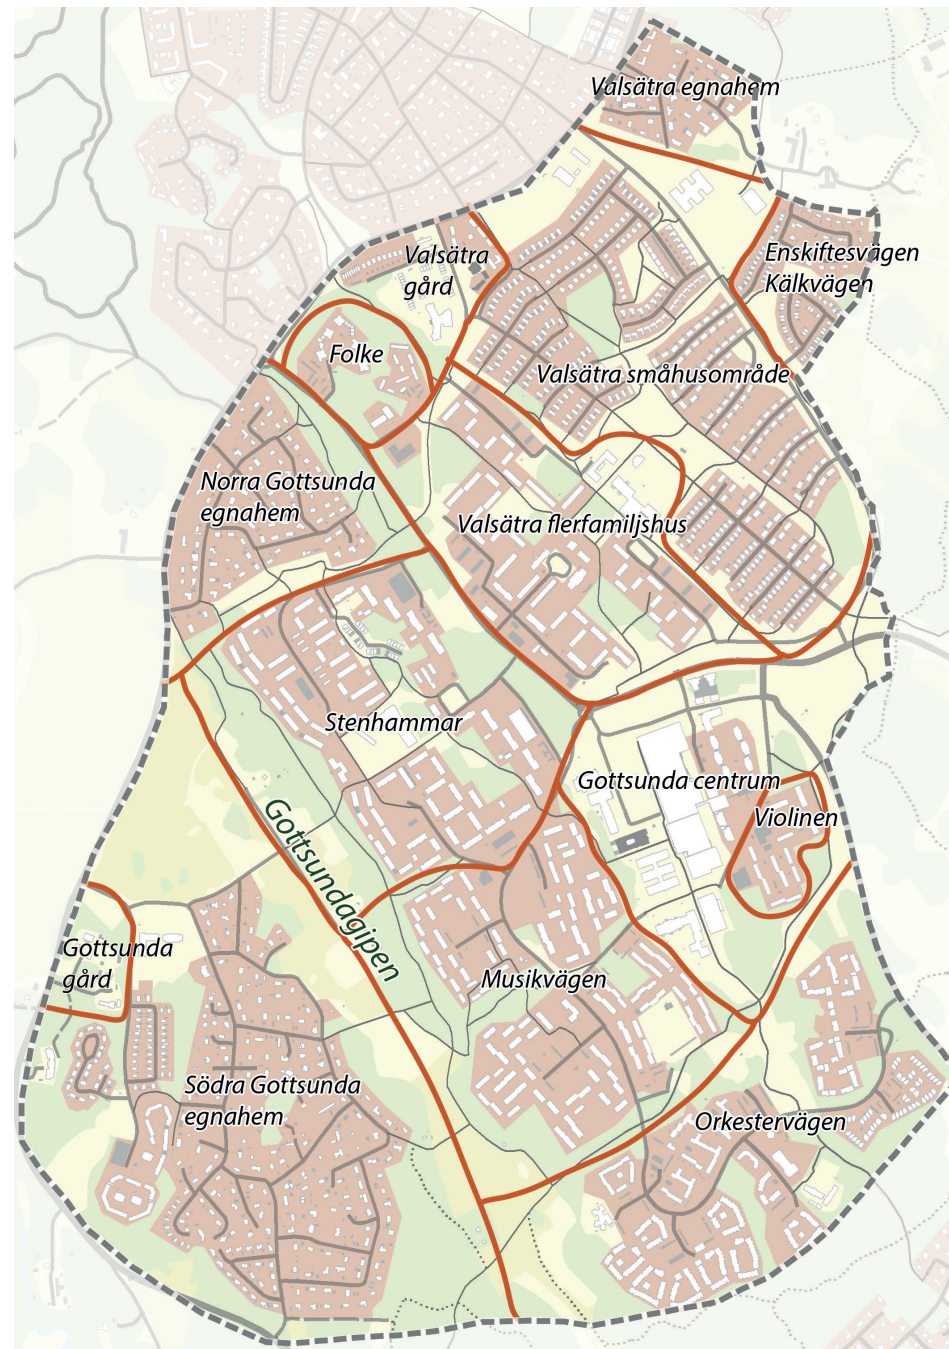 Valsätra egnahem
Valsätra
gård
Enskiftesvägen
Kälkvägen
Folke
Valsätra småhusområde
Norra Gottsunda
egnahem
Valsätra flerfamiljshus
Stenhammar
Gottsunda centrum
Violinen
Gottsundagipen
Gottsunda
gård
Musikvägen
Södra Gottsunda
egnahem
Orkestervägen